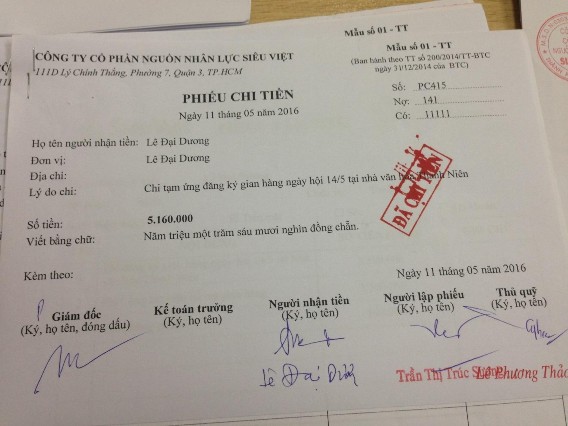 Mẫu số 01 - TT
CÔNG TY CỔ PHẦN NGUỒN NHÂN LỰC SIÊU VIỆT
111D Lý Chính Thắng, Phường 7, Quận 3, TP.HCM
Mẫu số 01 - TT
(Ban hành theo TT số 200/2014/TT-BTC
ngày 31/12/2014 của BTC)
PHIẾU CHI TIỀN
Ngày 11 tháng 05 năm 2016
Số: PC415
Nợ: 141
Có: 11111
Họ tên người nhận tiền: Lê Đại Dương
Đơn vị: Lê Đại Dương
Địa chỉ:
Lý do chi: Chi tạm ứng đăng ký gian hàng ngày hội 14/5 tại nhà văn hóa Thanh Niên
ĐÃ CHI TIỀN
Số tiền: 5.160.000
Viết bằng chữ: Năm triệu một trăm sáu mươi nghìn đồng chẵn.
Kèm theo:
Ngày 11 tháng 05 năm 2016
Giám đốc Kế toán trưởng Người nhận tiền Người lập phiếu Thủ quỹ
(Ký, họ tên, đóng dấu) (Ký, họ tên) (Ký, họ tên) (Ký, họ tên) (Ký, họ tên)
Lê Đại Dương
Trần Thị Trúc Lê Phương Thảo